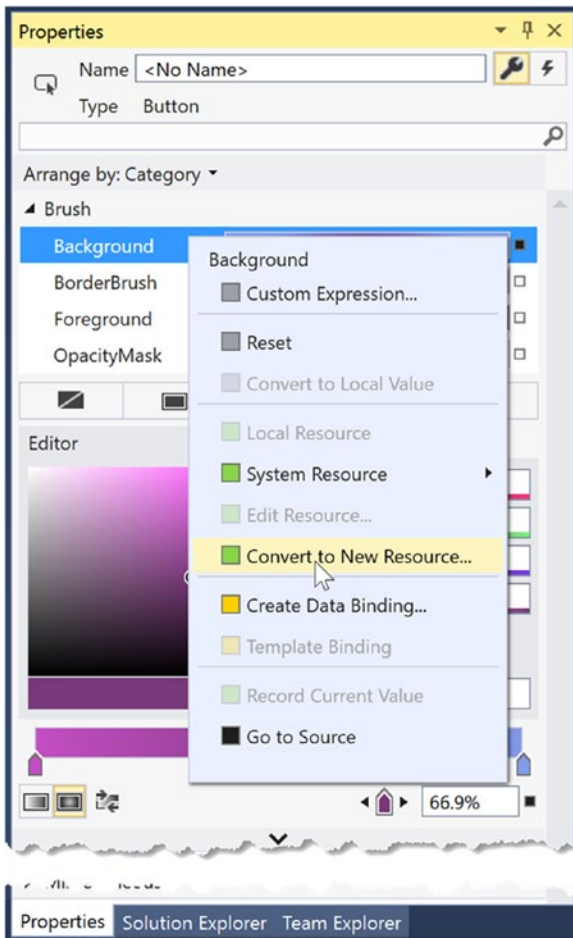 Properties
Name <No Name>
Type Button
Arrange by: Category
Brush
Background
BorderBrush
Foreground
OpacityMask
Background
Custom Expression...
Reset
Convert to Local Value
Local Resource
System Resource
Edit Resource...
Convert to New Resource...
Create Data Binding...
Template Binding
Record Current Value
Go to Source
Editor
66.9%
Properties Solution Explorer Team Explorer